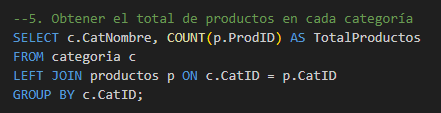 --5. Obtener el total de productos en cada categoría
SELECT c.CatNombre, COUNT(p.ProdID) AS TotalProductos
FROM categoria c
LEFT JOIN productos p ON c.CatID = p.CatID
GROUP BY c.CatID;